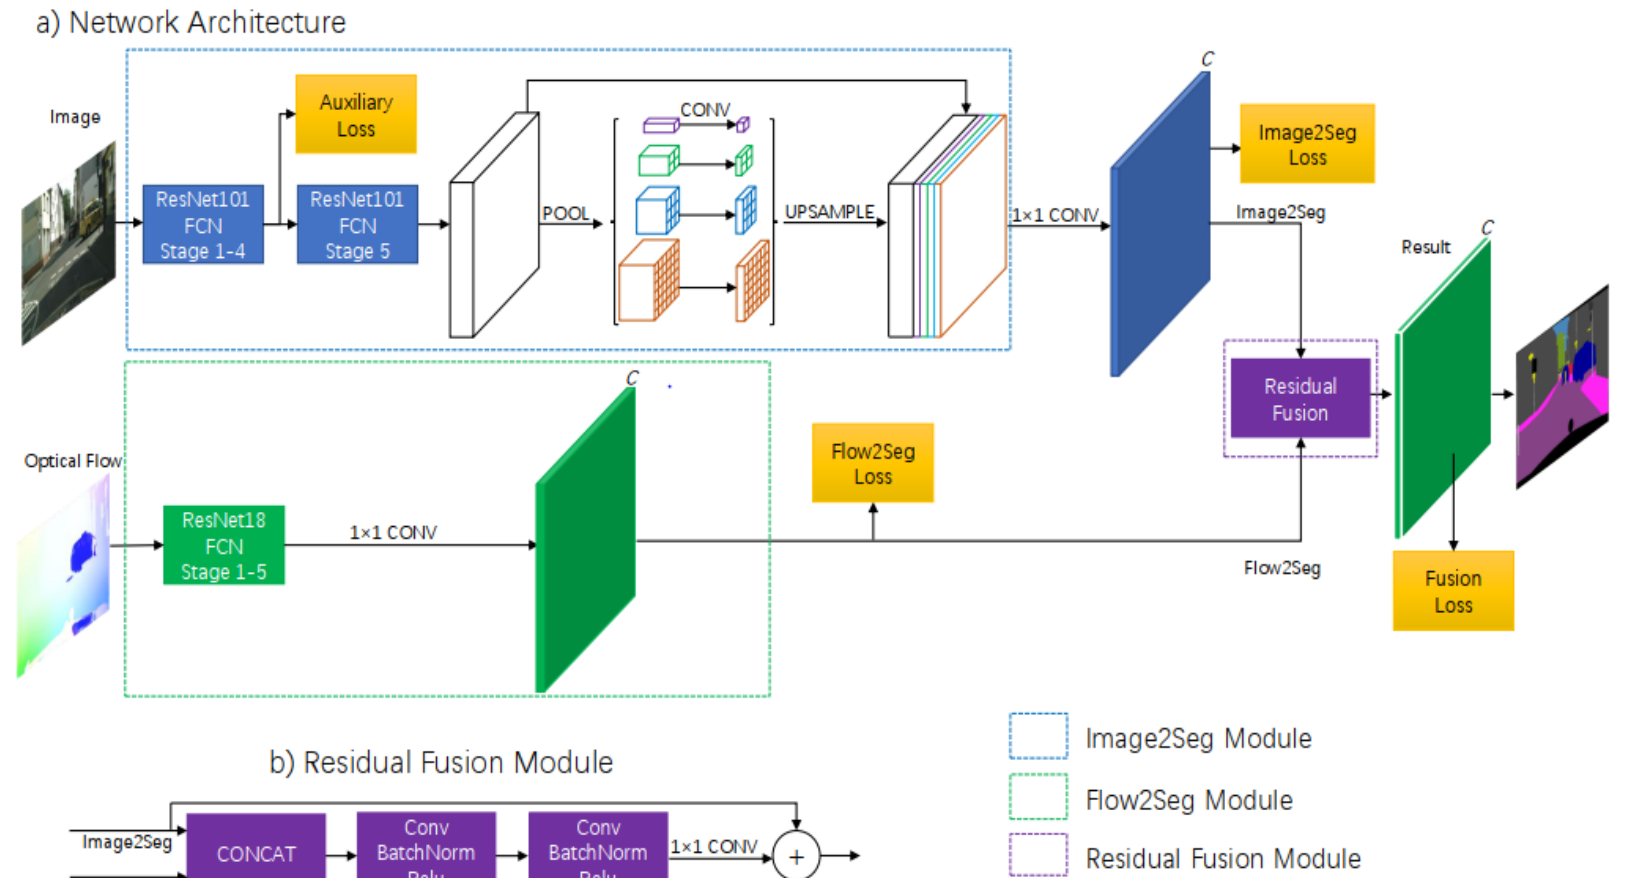 a) Network Architecture
Image
Auxiliary
Loss
ResNet101
FCN
Stage 1-4
ResNet101
FCN
Stage 5
POOL
CONV
UPSAMPLE
1×1 CONV
C
Image2Seg
Loss
Image2Seg
Residual
Fusion
Result
C
Fusion
Loss
Optical Flow
ResNet18
FCN
Stage 1-5
1×1 CONV
C
Flow2Seg
Loss
Flow2Seg
b) Residual Fusion Module
Image2Seg
CONCAT
Conv
BatchNorm
Relu
Conv
BatchNorm
Relu
1×1 CONV
+
Image2Seg Module
Flow2Seg Module
Residual Fusion Module